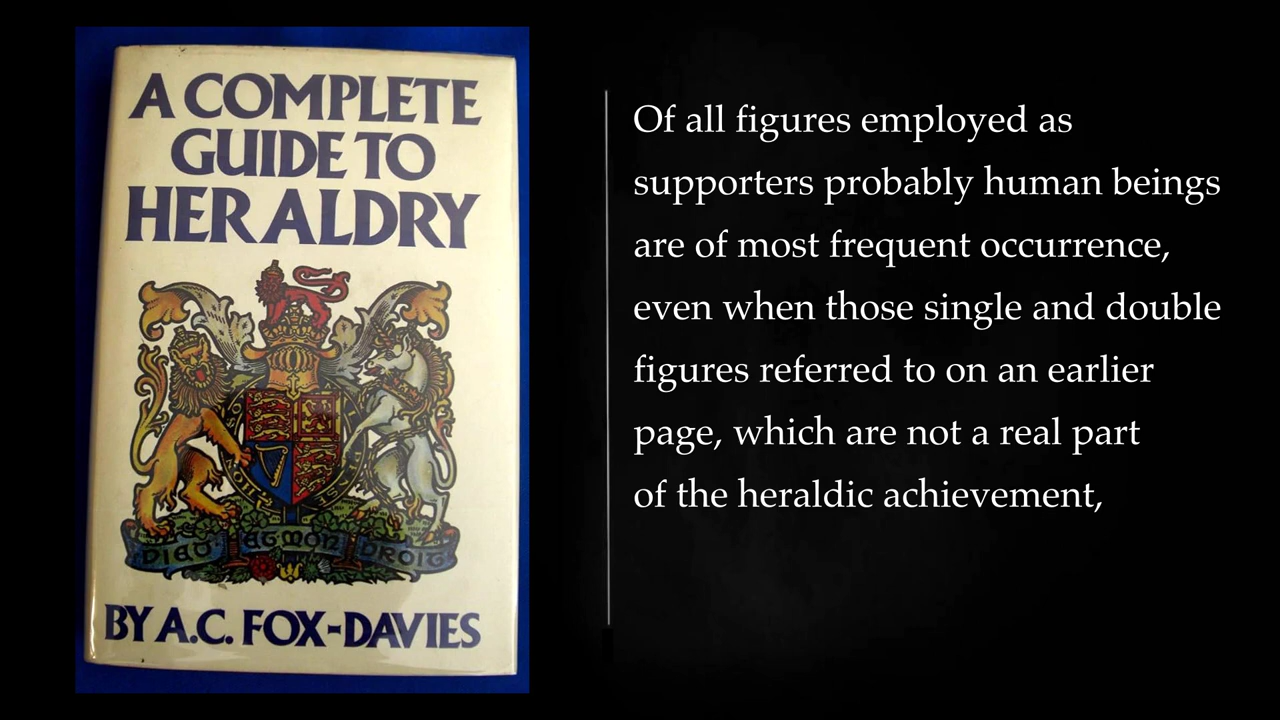 A COMPLETE
GUIDE TO
HERALDRY
DIEU ET MON DROIT
BY A.C. FOX-DAVIES
Of all figures employed as
supporters probably human beings
are of most frequent occurrence,
even when those single and double
figures referred to on an earlier
page, which are not a real part
of the heraldic achievement,